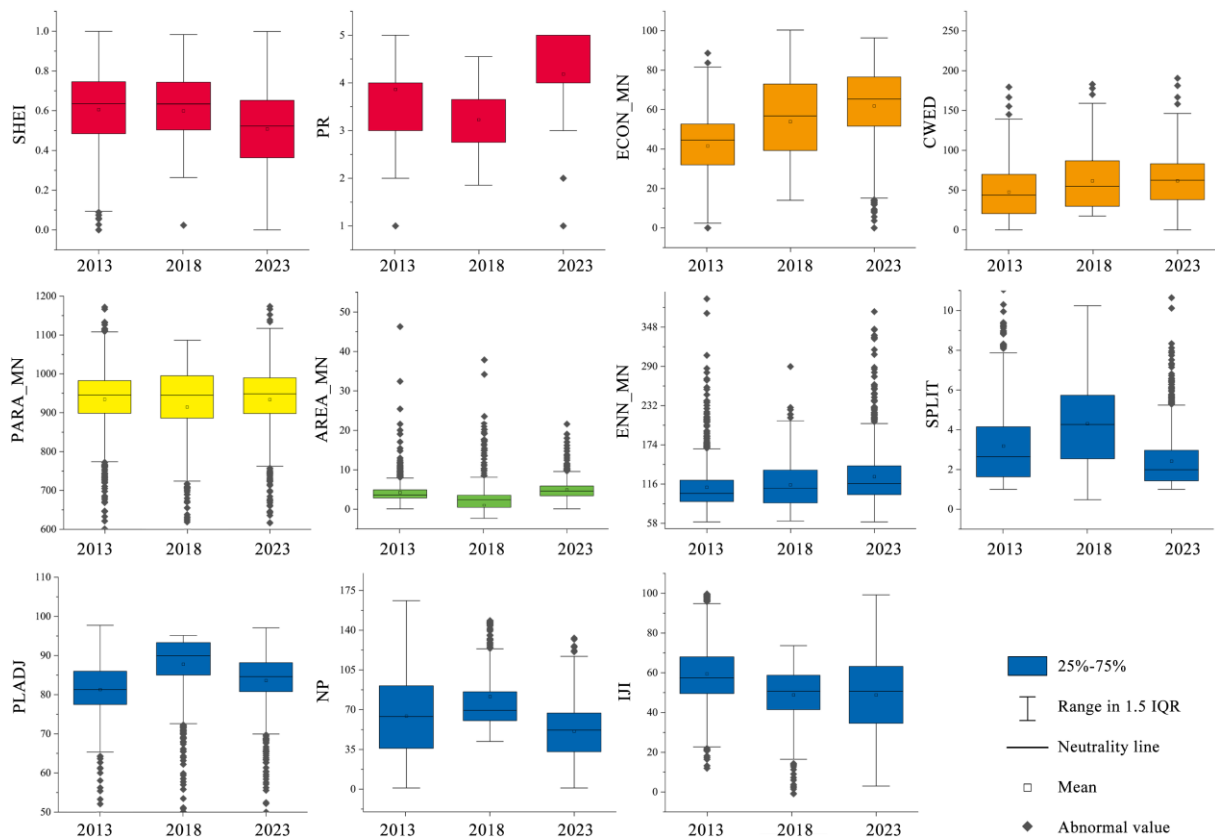 SHEI
1.0
0.8
0.6
0.4
0.2
0.0
2013 2018 2023
PR
6
5
4
3
2
1
2013 2018 2023
ECON_MN
100
80
60
40
20
0
2013 2018 2023
CWED
250
200
150
100
50
0
2013 2018 2023
PARA_MN
1200
1100
1000
900
800
700
600
2013 2018 2023
AREA_MN
50
40
30
20
10
0
2013 2018 2023
ENN_MN
348
290
232
174
116
58
2013 2018 2023
SPLIT
10
8
6
4
2
0
2013 2018 2023
PLADJ
110
100
90
80
70
60
50
2013 2018 2023
NP
175
140
105
70
35
0
2013 2018 2023
IJI
100
80
60
40
20
0
2013 2018 2023
25%-75%
Range in 1.5 IQR
Neutrality line
Mean
Abnormal value